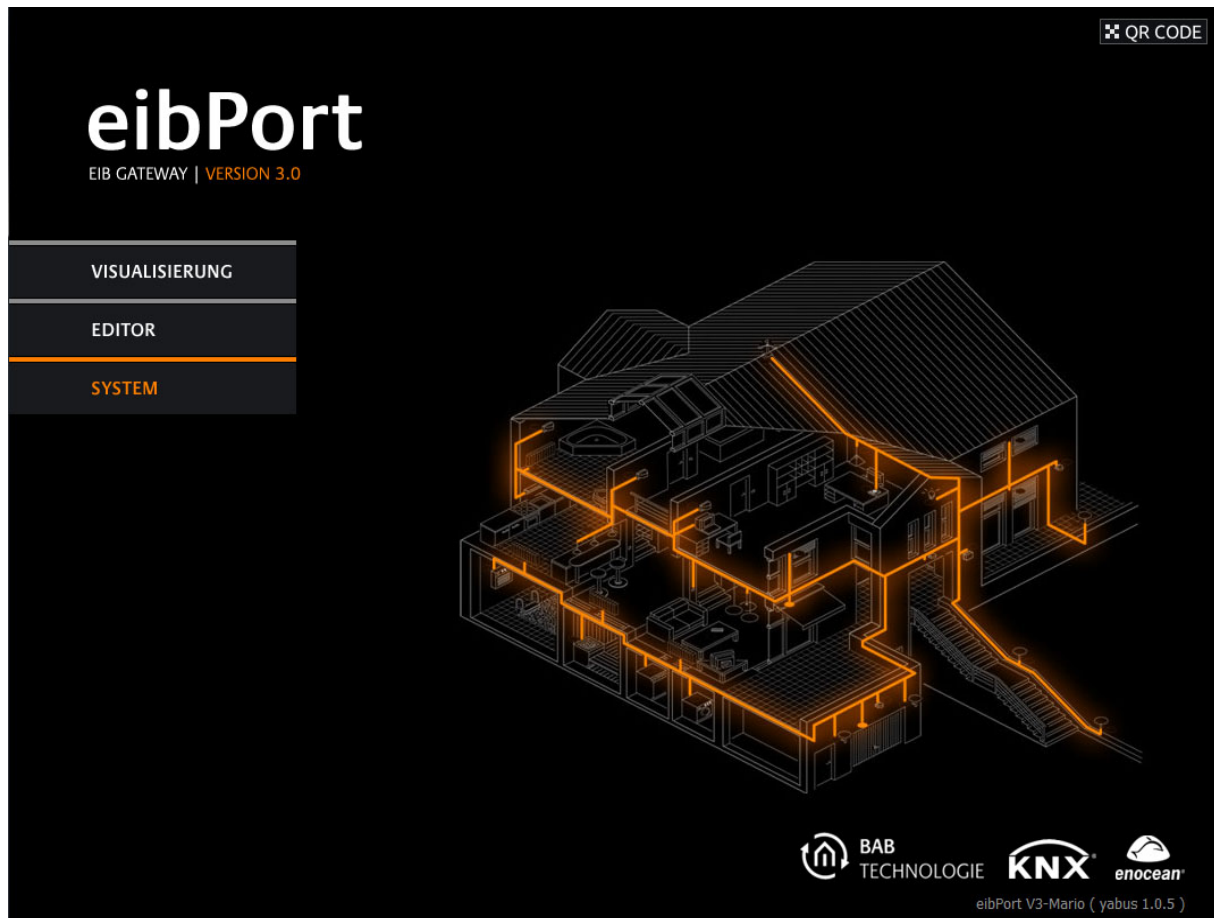 QR CODE
eibPort
EIB GATEWAY | VERSION 3.0
VISUALISIERUNG
EDITOR
SYSTEM
BAB
TECHNOLOGIE
KNX®
enocean®
eibPort V3-Mario ( yabus 1.0.5 )